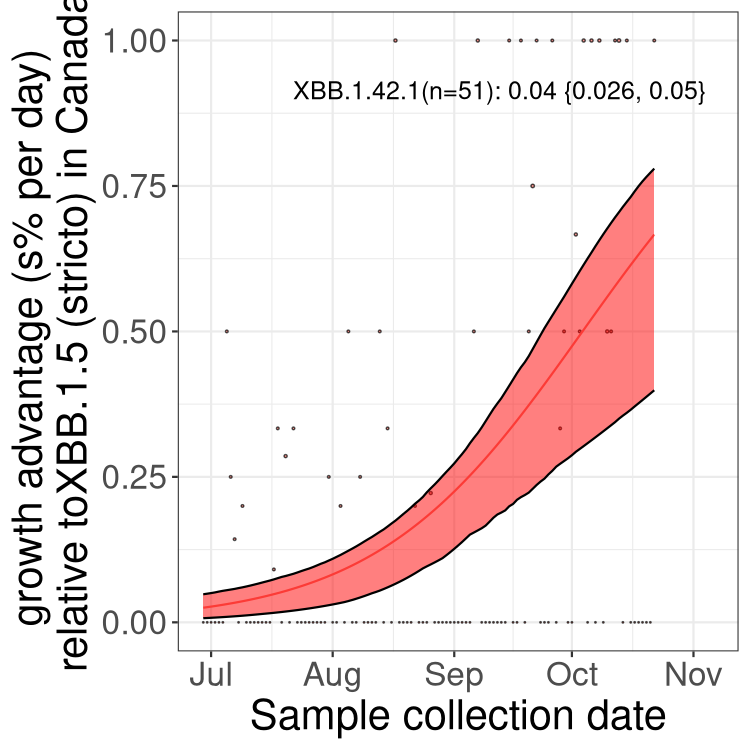 growth advantage (s% per day)
relative toXBB.1.5 (stricto) in Canada
1.00
0.75
0.50
0.25
0.00
XBB.1.42.1(n=51): 0.04 {0.026, 0.05}
Jul Aug Sep Oct Nov
Sample collection date